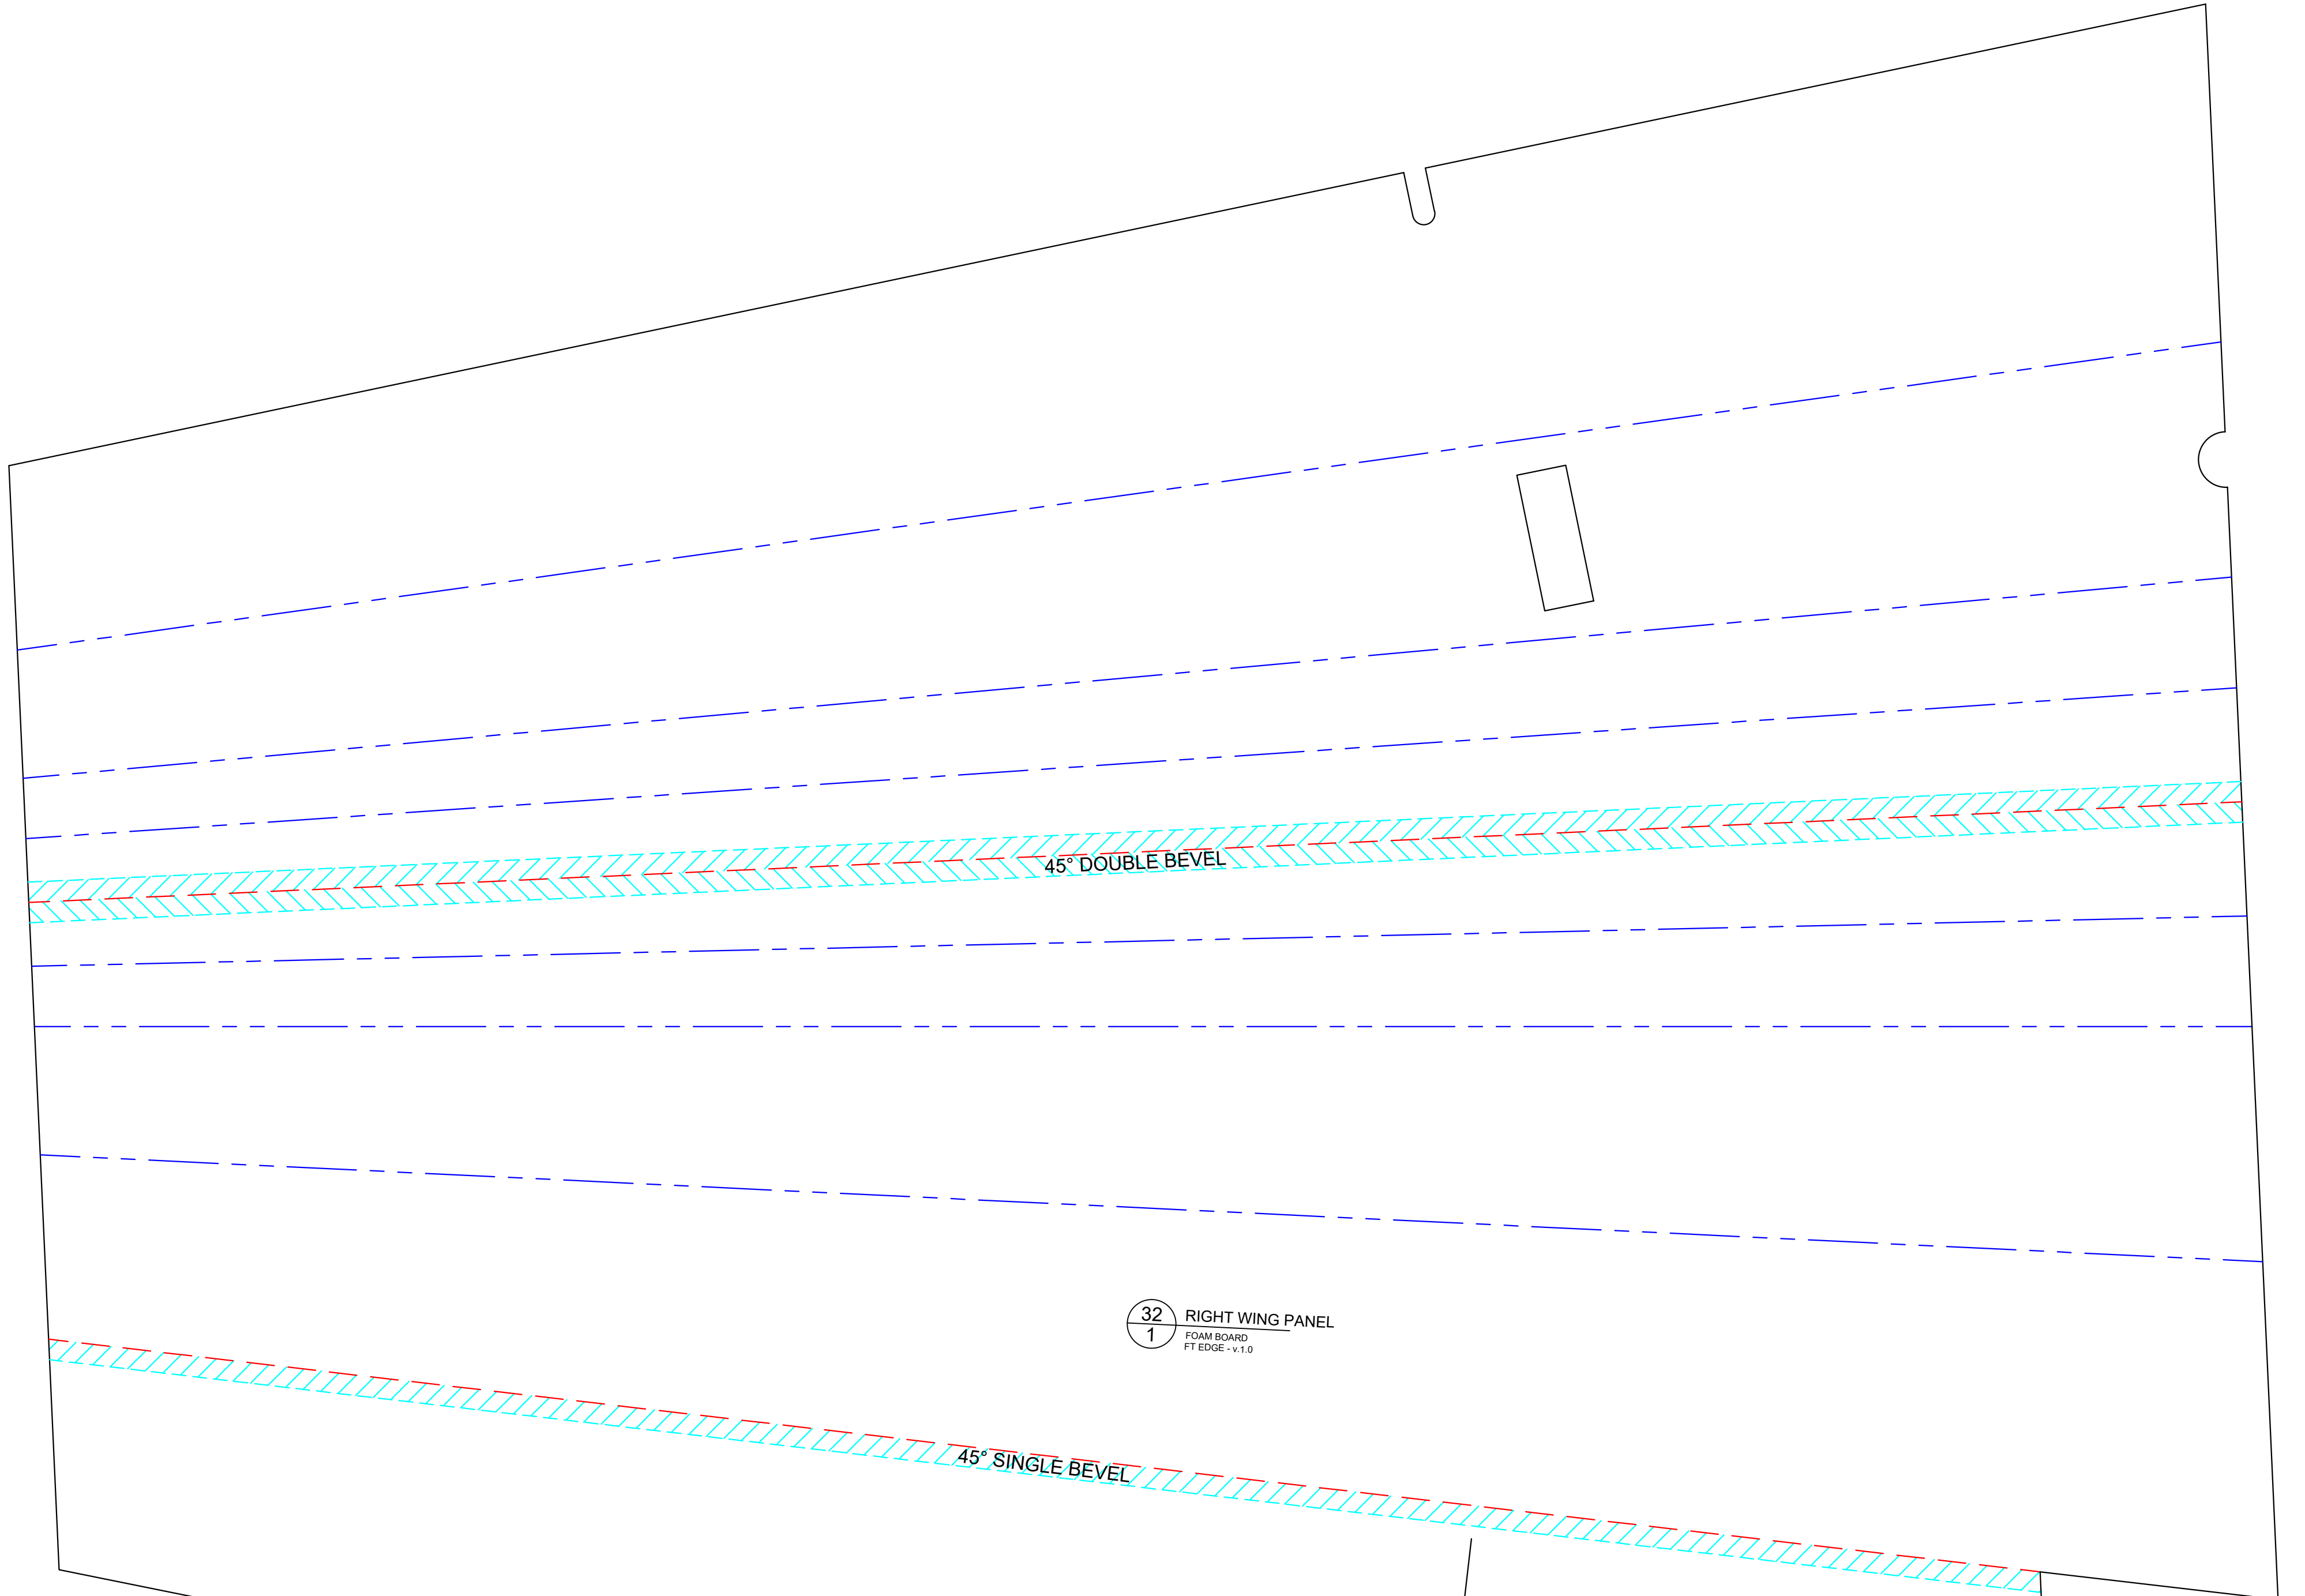 45° DOUBLE BEVEL
32
1
RIGHT WING PANEL
FOAM BOARD
FT EDGE - v.1.0
45° SINGLE BEVEL